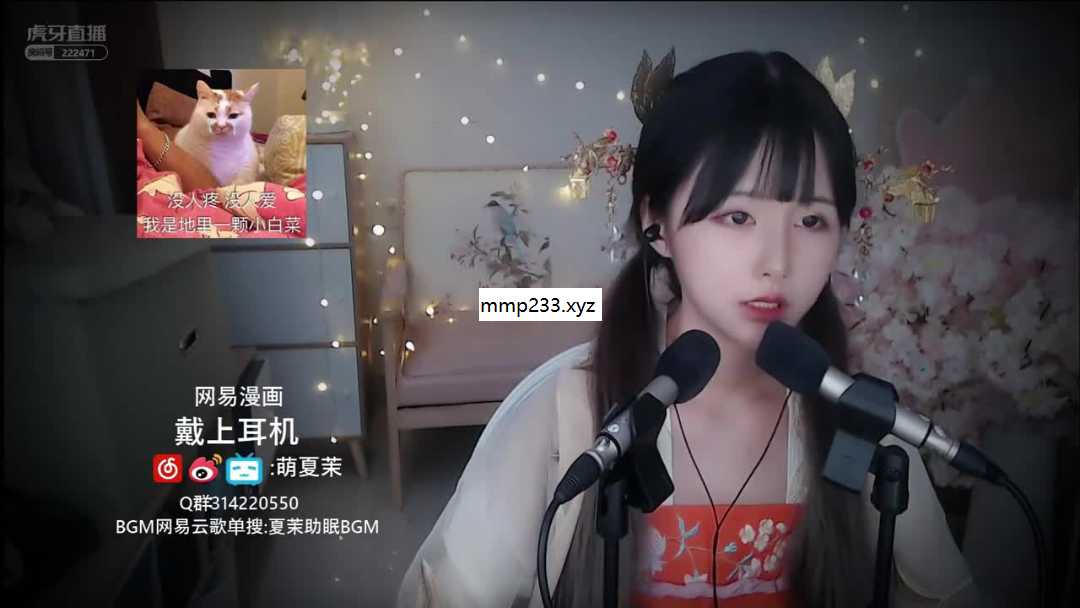 虎牙直播
房间号 222471
没人疼 没人爱
我是地里一颗小白菜
mmp233.xyz
网易漫画
戴上耳机
:萌夏茉
Q群314220550
BGM网易云歌单搜:夏茉助眠BGM